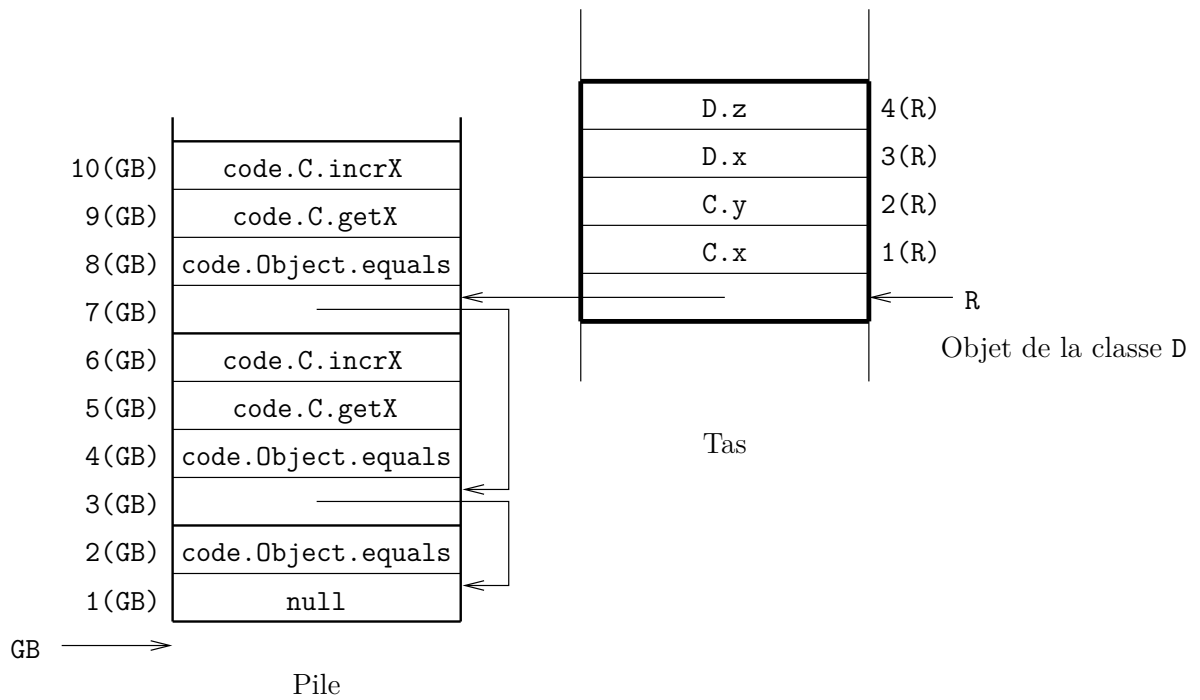 D.z 4(R)
D.x 3(R)
C.y 2(R)
C.x 1(R)
R
Objet de la classe D
Tas
10(GB) code.C.incrX
9(GB) code.C.getX
8(GB) code.Object.equals
7(GB)
6(GB) code.C.incrX
5(GB) code.C.getX
4(GB) code.Object.equals
3(GB)
2(GB) code.Object.equals
1(GB) null
GB
Pile